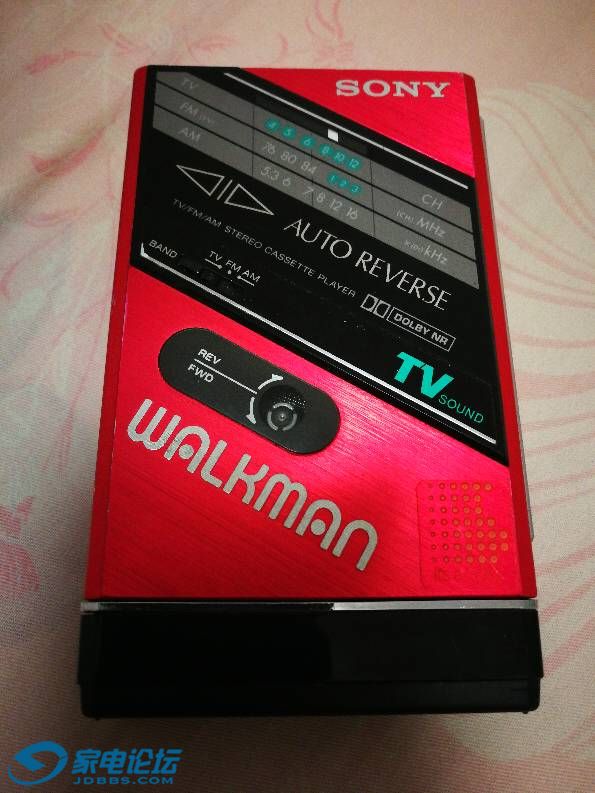 SONY
TV
4 5 6 8 10 12
CH
FM
76 80 84 1 2 3
(CH) MHz
AM
5.3 6 7 8 12 16
X100 kHz
AUTO REVERSE
TV/FM/AM STEREO CASSETTE PLAYER
DOLBY NR
BAND
TV FM AM
TV SOUND
REV
FWD
WALKMAN
家电论坛
JDBBS.COM